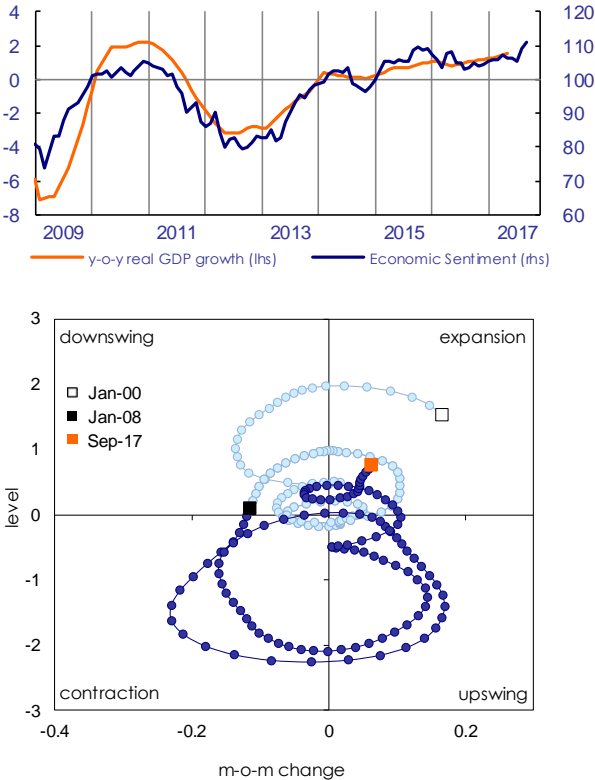 4 120
2 110
0 100
-2 90
-4 80
-6 70
-8 60
2009 2011 2013 2015 2017
y-o-y real GDP growth (lhs) Economic Sentiment (rhs)
3
downswing expansion
2
Jan-00
Jan-08
Sep-17
1
level
0
-1
-2
contraction upswing
-3
-0.4 -0.2 0 0.2
m-o-m change